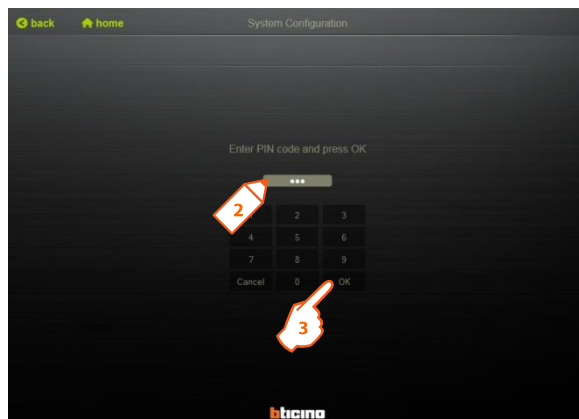 back home System Configuration
Enter PIN code and press OK
•••
2
2 3
4 5 6
7 8 9
Cancel 0 OK
3
bticino